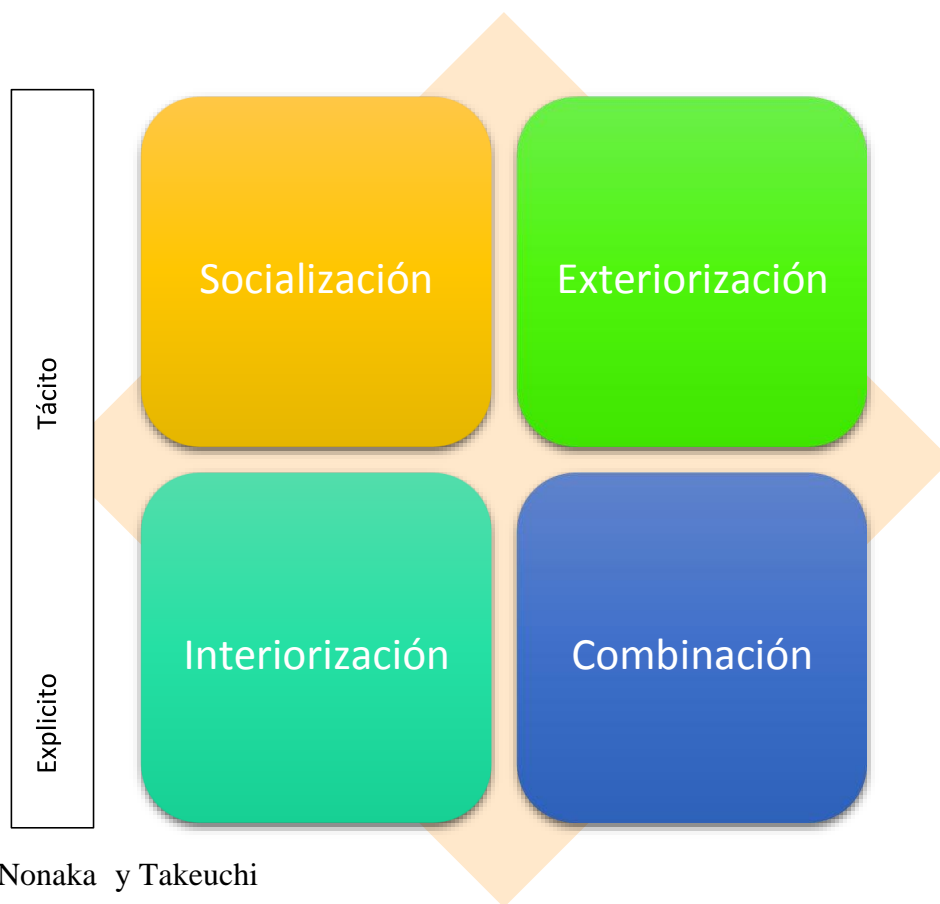 Tácito
Explicito
Socialización
Exteriorización
Interiorización
Combinación
Nonaka y Takeuchi